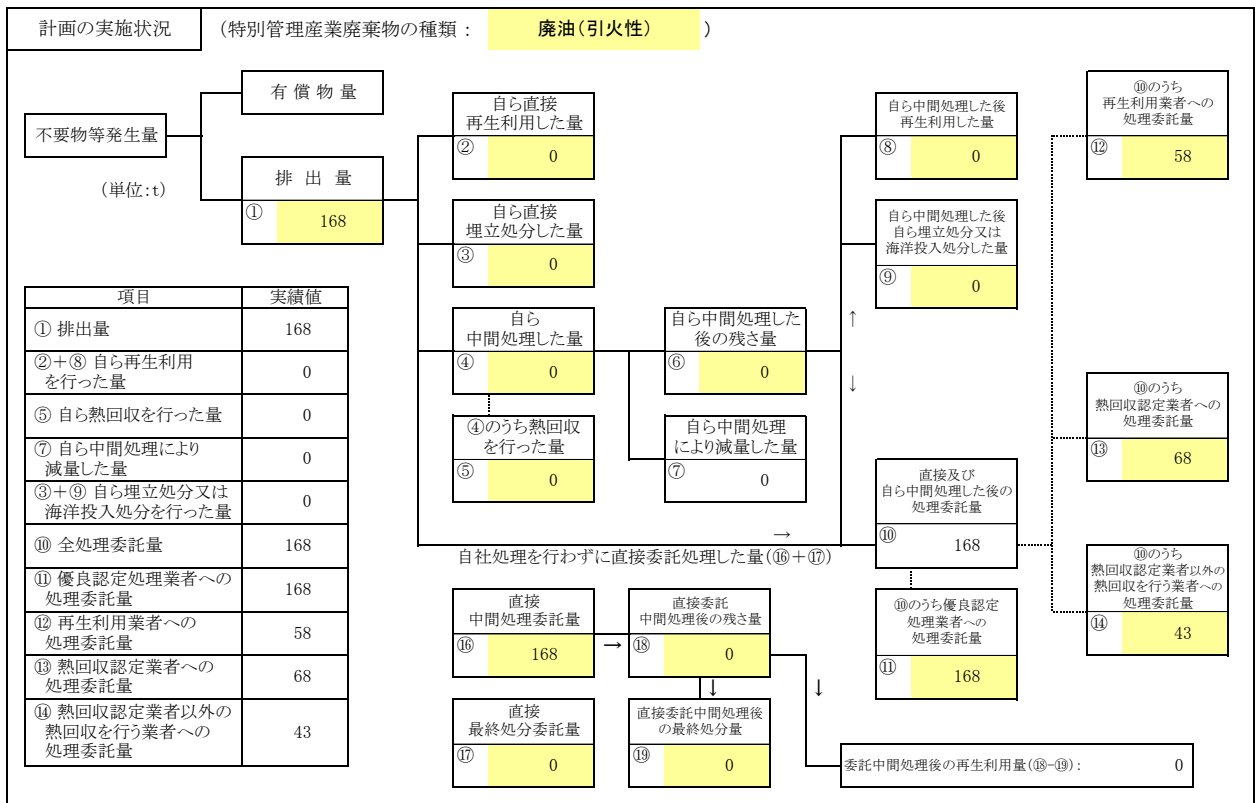 計画の実施状況 (特別管理産業廃棄物の種類: 廃油(引火性) )
不要物等発生量
(単位:t)
有償物量
排出量
① 168
自ら直接
再生利用した量
② 0
自ら直接
埋立処分した量
③ 0
自ら
中間処理した量
④ 0
④のうち熱回収
を行った量
⑤ 0
自ら中間処理した
後の残さ量
⑥ 0
自ら中間処理
により減量した量
⑦ 0
自ら中間処理した後
再生利用した量
⑧ 0
自ら中間処理した後
自ら埋立処分又は
海洋投入処分した量
⑨ 0
↑
↓
直接及び
自ら中間処理した後の
処理委託量
⑩ 168
⑩のうち優良認定
処理業者への
処理委託量
⑪ 168
⑩のうち
再生利用業者への
処理委託量
⑫ 58
⑩のうち
熱回収認定業者への
処理委託量
⑬ 68
⑩のうち
熱回収認定業者以外の
熱回収を行う業者への
処理委託量
⑭ 43
→
自社処理を行わずに直接委託処理した量(⑯+⑰)
直接
中間処理委託量
⑯ 168
→
直接委託
中間処理後の残さ量
⑱ 0
↓
↓
直接
最終処分委託量
⑰ 0
直接委託中間処理後
の最終処分量
⑲ 0
委託中間処理後の再生利用量(⑱-⑲): 0
項目 実績値
① 排出量 168
②+⑧ 自ら再生利用
を行った量 0
⑤ 自ら熱回収を行った量 0
⑦ 自ら中間処理により
減量した量 0
③+⑨ 自ら埋立処分又は
海洋投入処分を行った量 0
⑩ 全処理委託量 168
⑪ 優良認定処理業者への
処理委託量 168
⑫ 再生利用業者への
処理委託量 58
⑬ 熱回収認定業者への
処理委託量 68
⑭ 熱回収認定業者以外の
熱回収を行う業者への
処理委託量 43